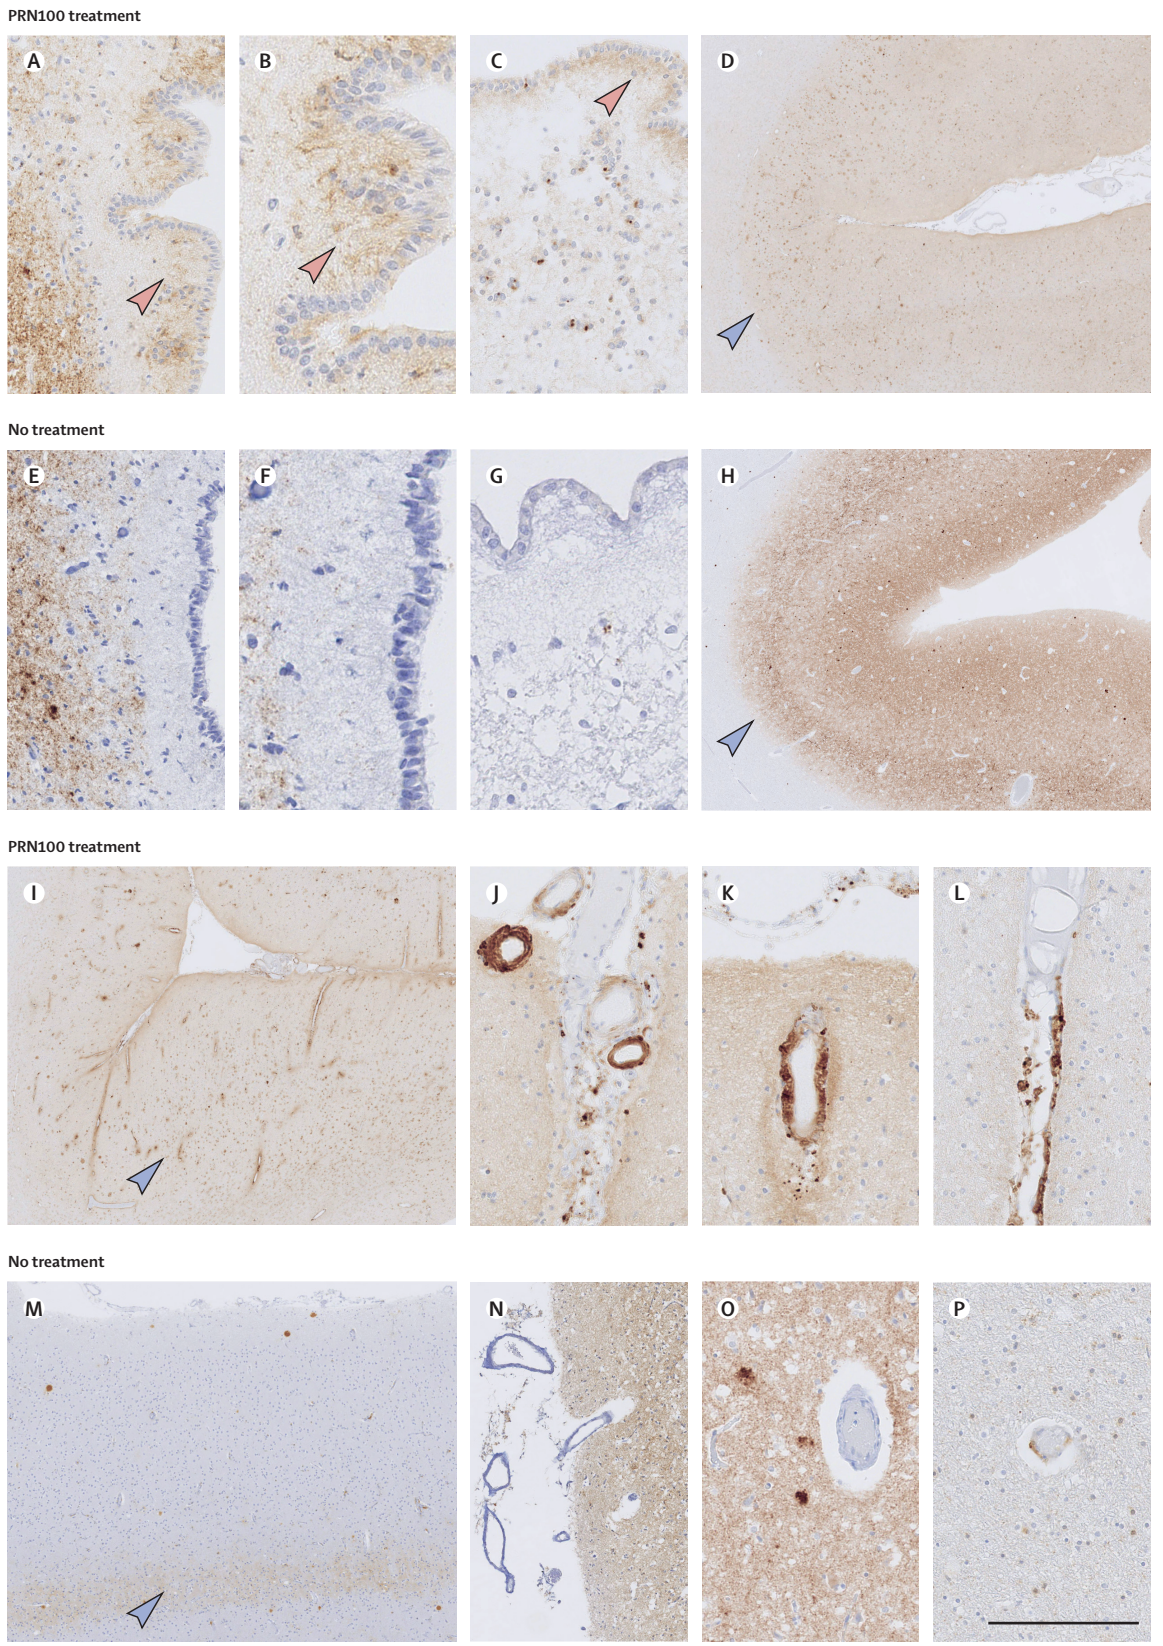 PRN100 treatment
A B C D
No treatment
E F G H
PRN100 treatment
I J K L
No treatment
M N O P